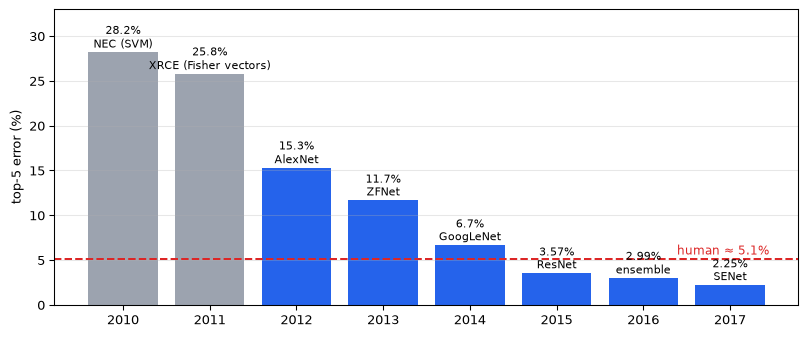 top-5 error (%)
30
25
20
15
10
5
0
28.2%
NEC (SVM)
25.8%
XRCE (Fisher vectors)
15.3%
AlexNet
11.7%
ZFNet
6.7%
GoogLeNet
3.57%
ResNet
2.99%
ensemble
human ≈ 5.1%
2.25%
SENet
2010
2011
2012
2013
2014
2015
2016
2017